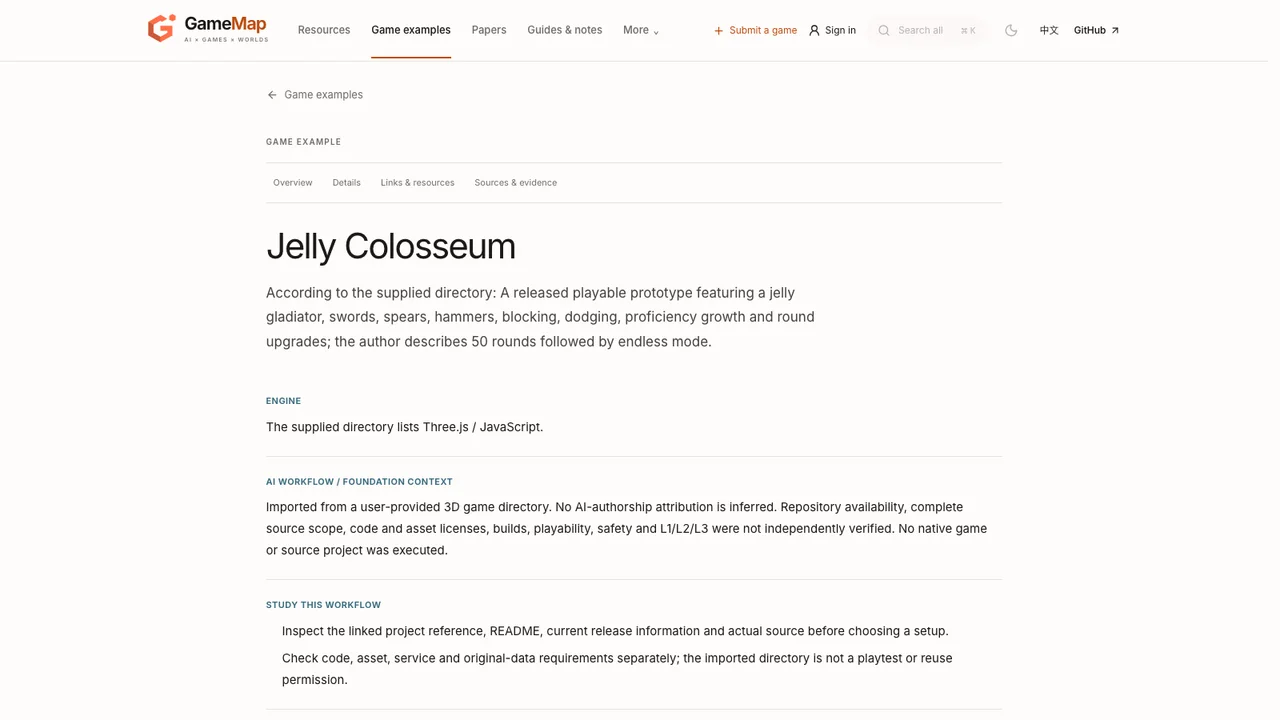 GameMap
AI × GAMES × WORLDS
Resources
Game examples
Papers
Guides & notes
More
+ Submit a game
Sign in
Search all
⌘ K
中文
GitHub ↗
← Game examples
GAME EXAMPLE
Overview
Details
Links & resources
Sources & evidence
Jelly Colosseum
According to the supplied directory: A released playable prototype featuring a jelly
gladiator, swords, spears, hammers, blocking, dodging, proficiency growth and round
upgrades; the author describes 50 rounds followed by endless mode.
ENGINE
The supplied directory lists Three.js / JavaScript.
AI WORKFLOW / FOUNDATION CONTEXT
Imported from a user-provided 3D game directory. No AI-authorship attribution is inferred. Repository availability, complete
source scope, code and asset licenses, builds, playability, safety and L1/L2/L3 were not independently verified. No native game
or source project was executed.
STUDY THIS WORKFLOW
Inspect the linked project reference, README, current release information and actual source before choosing a setup.
Check code, asset, service and original-data requirements separately; the imported directory is not a playtest or reuse
permission.